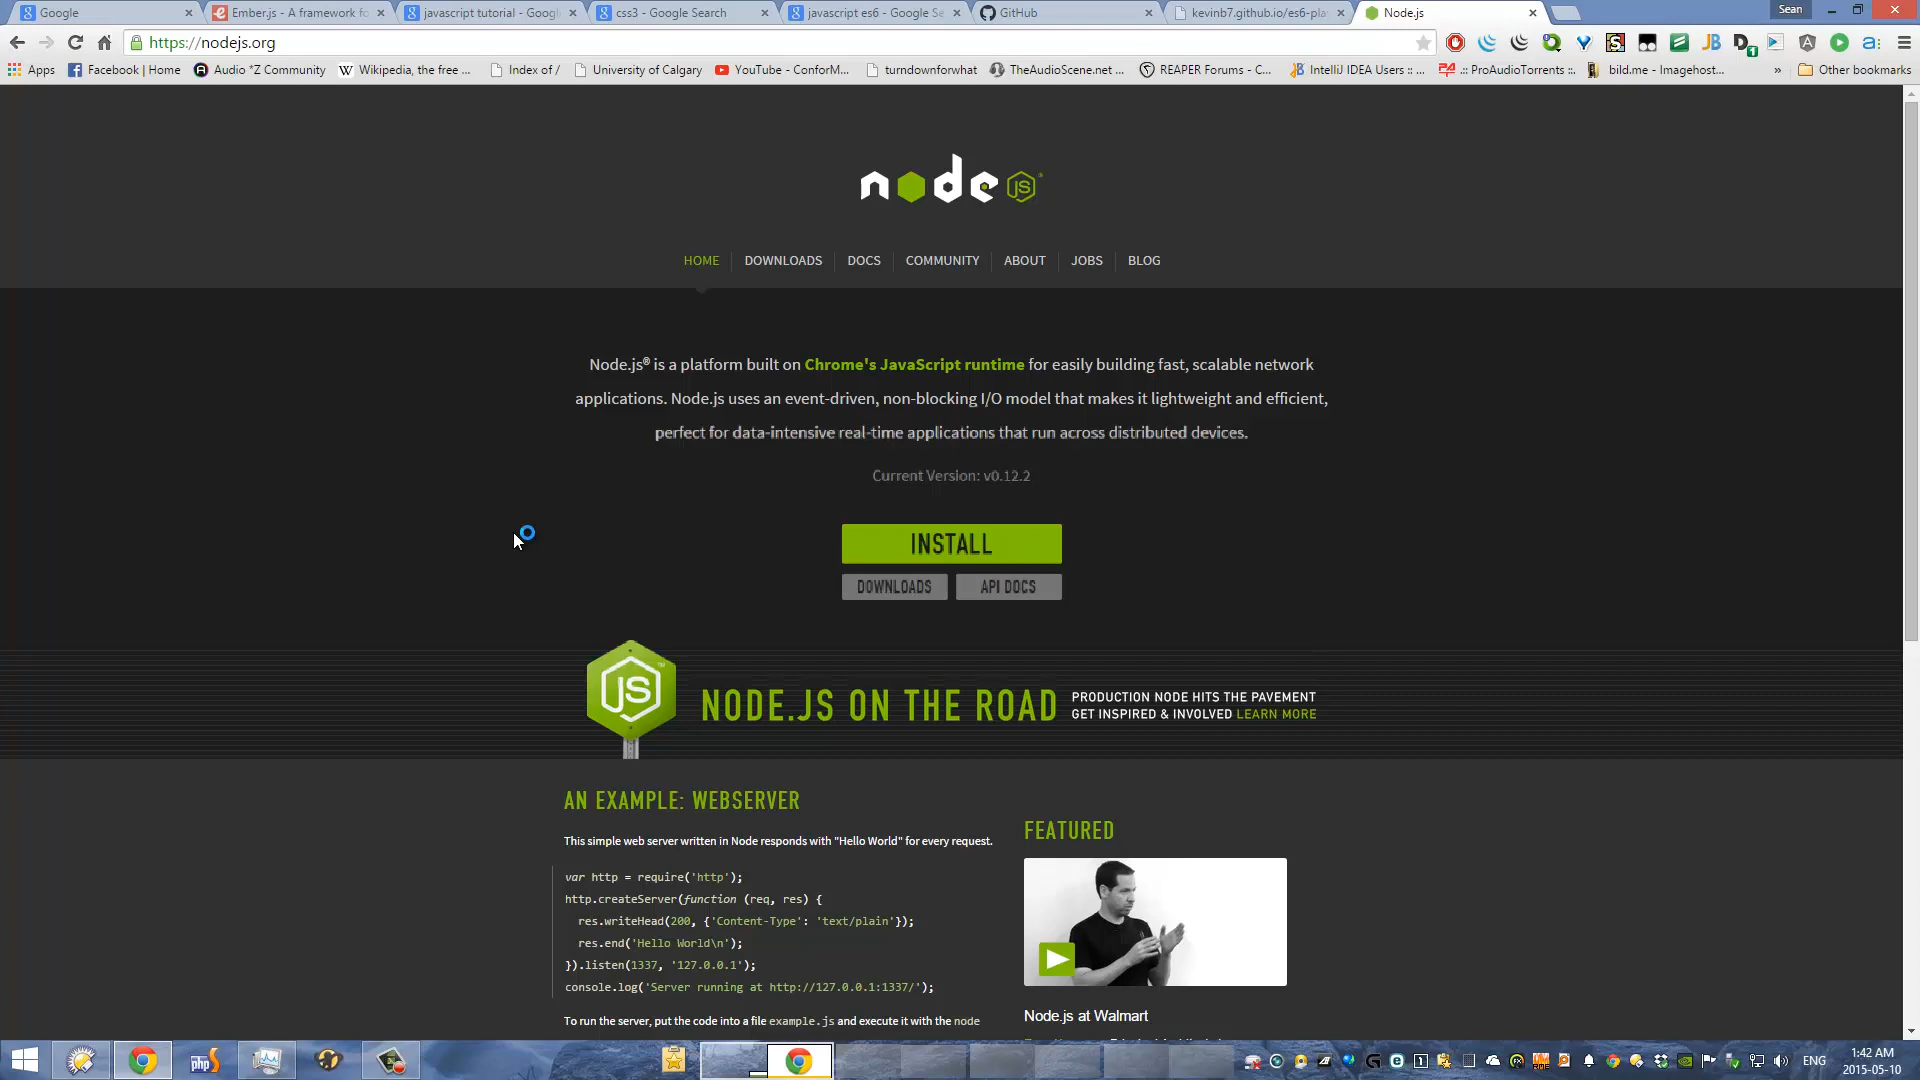 Google
Ember.js - A framework fo
javascript tutorial - Googl
css3 - Google Search
javascript es6 - Google Se
GitHub
kevinb7.github.io/es6-pla
Node.js
Sean
https://nodejs.org
Apps
Facebook | Home
Audio *Z Community
Wikipedia, the free ...
Index of /
University of Calgary
YouTube - ConforM...
turndownforwhat
TheAudioScene.net ...
REAPER Forums - C...
IntelliJ IDEA Users :: ...
.:: ProAudioTorrents ::.
bild.me - Imagehost...
»
Other bookmarks
node JS
HOME
DOWNLOADS
DOCS
COMMUNITY
ABOUT
JOBS
BLOG
Node.js® is a platform built on Chrome's JavaScript runtime for easily building fast, scalable network
applications. Node.js uses an event-driven, non-blocking I/O model that makes it lightweight and efficient,
perfect for data-intensive real-time applications that run across distributed devices.
Current Version: v0.12.2
INSTALL
DOWNLOADS
API DOCS
JS
NODE.JS ON THE ROAD
PRODUCTION NODE HITS THE PAVEMENT
GET INSPIRED & INVOLVED LEARN MORE
AN EXAMPLE: WEBSERVER
This simple web server written in Node responds with "Hello World" for every request.
var http = require('http');
http.createServer(function (req, res) {
res.writeHead(200, {'Content-Type': 'text/plain'});
res.end('Hello World\n');
}).listen(1337, '127.0.0.1');
console.log('Server running at http://127.0.0.1:1337/');
To run the server, put the code into a file example.js and execute it with the node
FEATURED
Node.js at Walmart
php
ENG
1:42 AM
2015-05-10